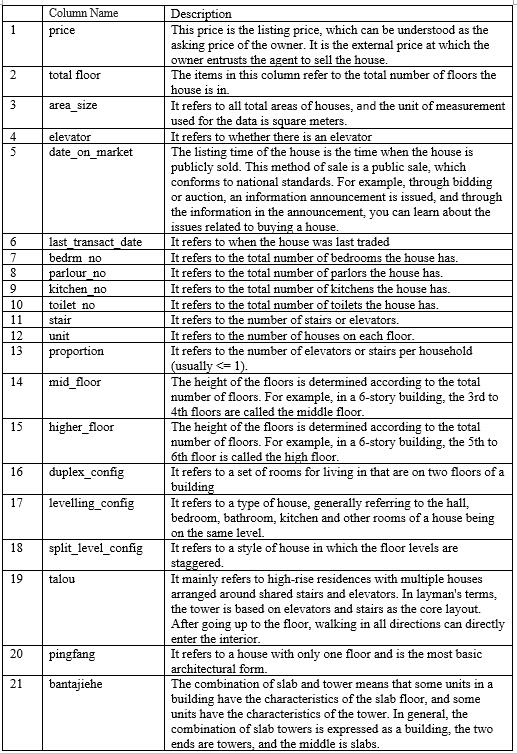 Column Name Description
1 price This price is the listing price, which can be understood as the
asking price of the owner. It is the external price at which the
owner entrusts the agent to sell the house.
2 total floor The items in this column refer to the total number of floors the
house is in.
3 area_size It refers to all total areas of houses, and the unit of measurement
used for the data is square meters.
4 elevator It refers to whether there is an elevator
5 date_on_market The listing time of the house is the time when the house is
publicly sold. This method of sale is a public sale, which
conforms to national standards. For example, through bidding
or auction, an information announcement is issued, and through
the information in the announcement, you can learn about the
issues related to buying a house.
6 last_transact_date It refers to when the house was last traded
7 bedrm_no It refers to the total number of bedrooms the house has.
8 parlour_no It refers to the total number of parlors the house has.
9 kitchen_no It refers to the total number of kitchens the house has.
10 toilet_no It refers to the total number of toilets the house has.
11 stair It refers to the number of stairs or elevators.
12 unit It refers to the number of houses on each floor.
13 proportion It refers to the number of elevators or stairs per household
(usually <= 1).
14 mid_floor The height of the floors is determined according to the total
number of floors. For example, in a 6-story building, the 3rd to
4th floors are called the middle floor.
15 higher_floor The height of the floors is determined according to the total
number of floors. For example, in a 6-story building, the 5th to
6th floor is called the high floor.
16 duplex_config It refers to a set of rooms for living in that are on two floors of a
building
17 levelling_config It refers to a type of house, generally referring to the hall,
bedroom, bathroom, kitchen and other rooms of a house being
on the same level.
18 split_level_config It refers to a style of house in which the floor levels are
staggered.
19 talou It mainly refers to high-rise residences with multiple houses
arranged around shared stairs and elevators. In layman's terms,
the tower is based on elevators and stairs as the core layout.
After going up to the floor, walking in all directions can directly
enter the interior.
20 pingfang It refers to a house with only one floor and is the most basic
architectural form.
21 bantajiehe The combination of slab and tower means that some units in a
building have the characteristics of the slab floor, and some
units have the characteristics of the tower. In general, the
combination of slab towers is expressed as a building, the two
ends are towers, and the middle is slabs.